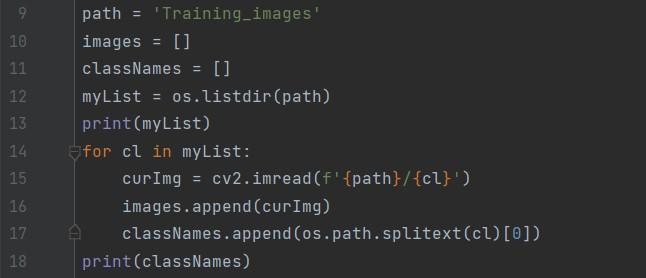 9 path = 'Training_images'
10 images = []
11 classNames = []
12 myList = os.listdir(path)
13 print(myList)
14 for cl in myList:
15     curImg = cv2.imread(f'{path}/{cl}')
16     images.append(curImg)
17     classNames.append(os.path.splitext(cl)[0])
18 print(classNames)